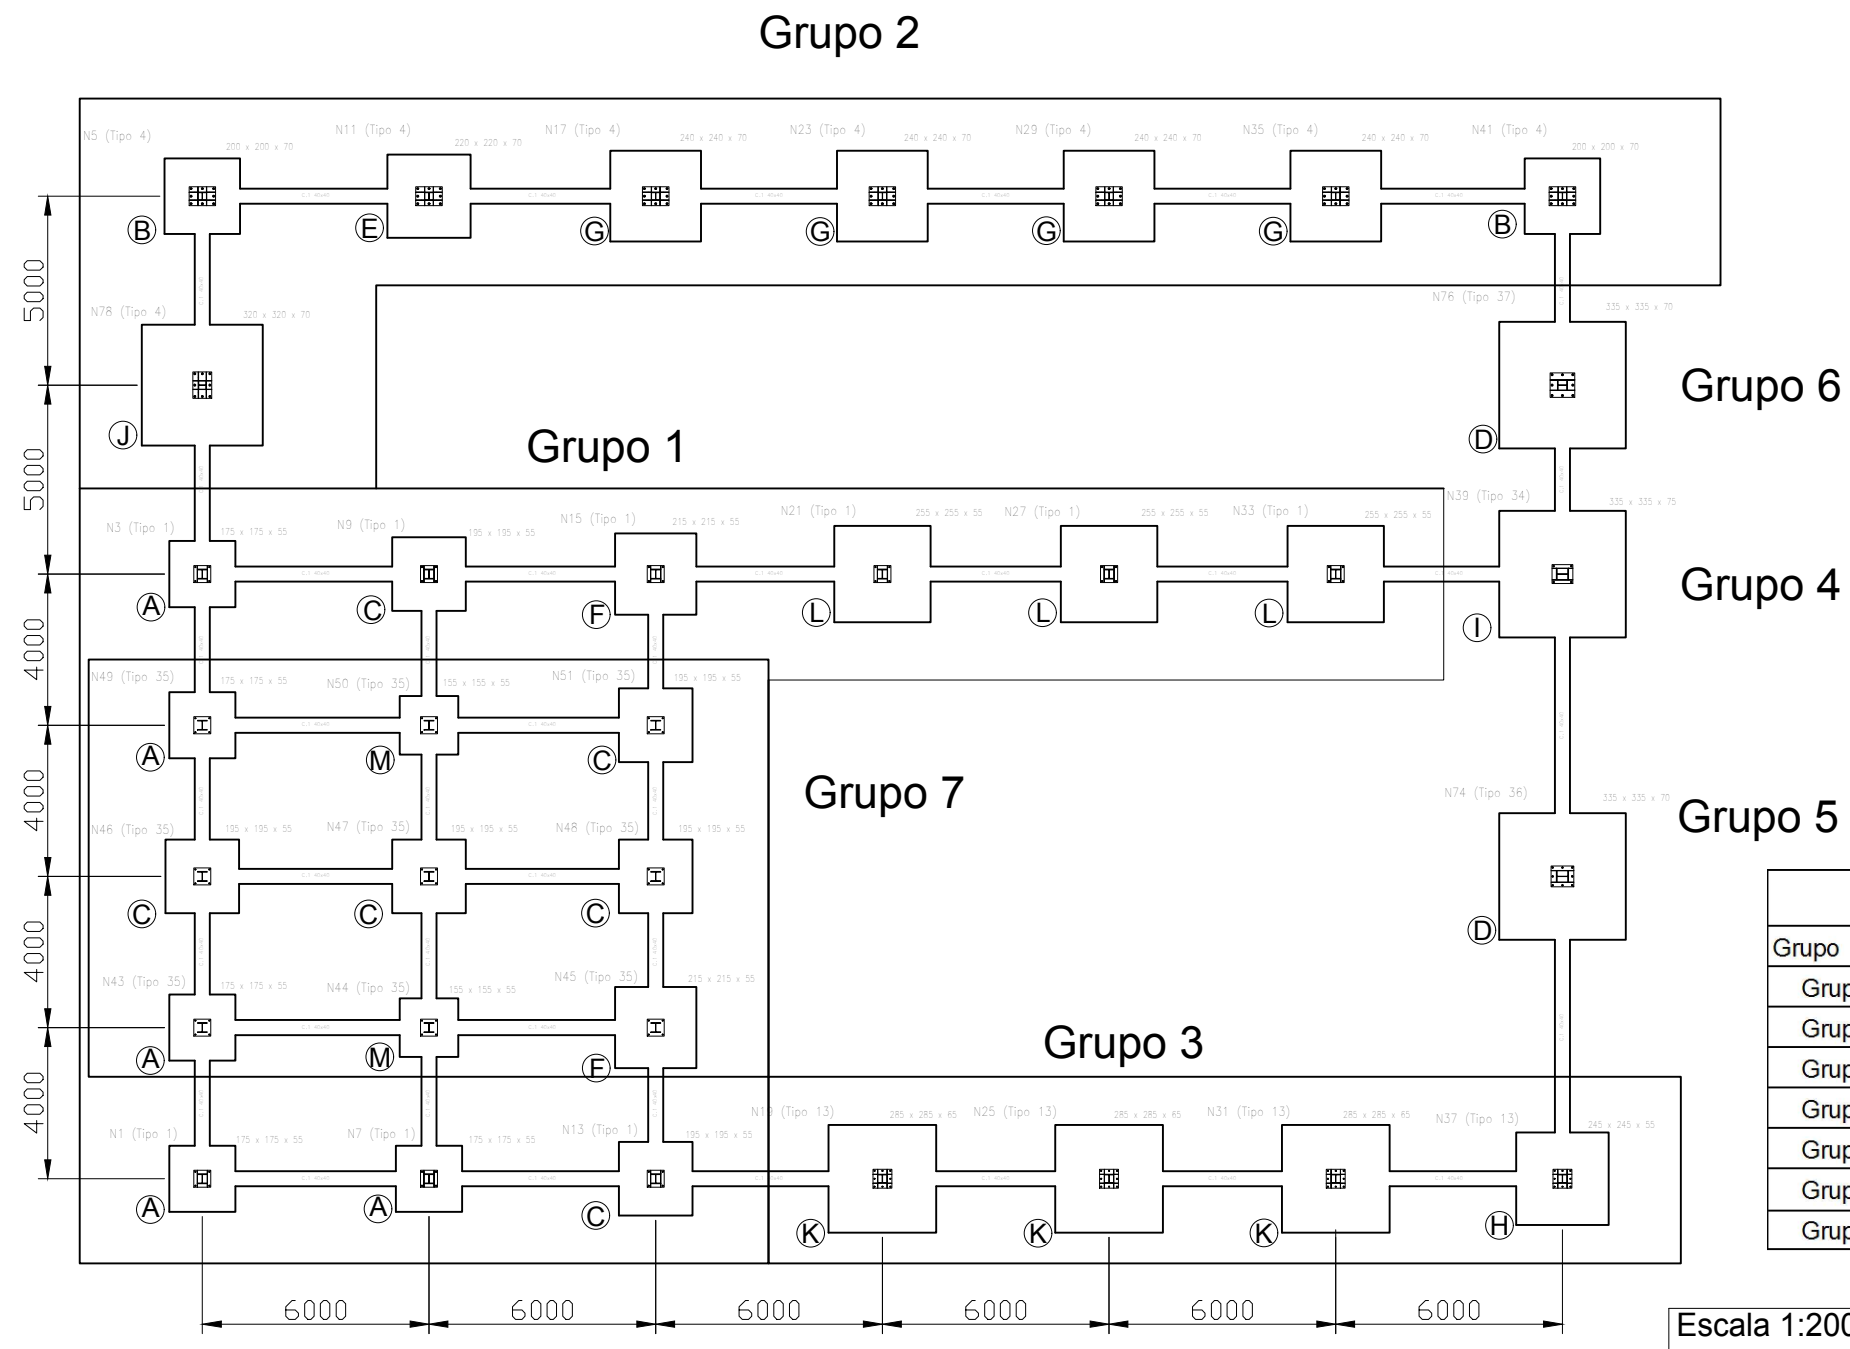 Grupo 2
N5 (Tipo 4)
200 x 200 x 70
N11 (Tipo 4)
220 x 220 x 70
N17 (Tipo 4)
240 x 240 x 70
N23 (Tipo 4)
240 x 240 x 70
N29 (Tipo 4)
240 x 240 x 70
N35 (Tipo 4)
240 x 240 x 70
N41 (Tipo 4)
200 x 200 x 70
B
E
G
G
G
G
B
5000
N78 (Tipo 4)
320 x 320 x 70
N76 (Tipo 37)
335 x 335 x 70
J
D
Grupo 6
Grupo 1
5000
N3 (Tipo 1)
175 x 175 x 55
N9 (Tipo 1)
195 x 195 x 55
N15 (Tipo 1)
215 x 215 x 55
N21 (Tipo 1)
255 x 255 x 55
N27 (Tipo 1)
255 x 255 x 55
N33 (Tipo 1)
255 x 255 x 55
N39 (Tipo 34)
335 x 335 x 75
A
C
F
L
L
L
I
Grupo 4
4000
N49 (Tipo 35)
175 x 175 x 55
N50 (Tipo 35)
155 x 155 x 55
N51 (Tipo 35)
195 x 195 x 55
A
M
C
Grupo 7
4000
N46 (Tipo 35)
195 x 195 x 55
N47 (Tipo 35)
195 x 195 x 55
N48 (Tipo 35)
195 x 195 x 55
N74 (Tipo 36)
335 x 335 x 70
Grupo 5
C
C
C
D
4000
N43 (Tipo 35)
175 x 175 x 55
N44 (Tipo 35)
155 x 155 x 55
N45 (Tipo 35)
215 x 215 x 55
A
M
F
Grupo 3
4000
N1 (Tipo 1)
175 x 175 x 55
N7 (Tipo 1)
175 x 175 x 55
N13 (Tipo 1)
195 x 195 x 55
N19 (Tipo 13)
285 x 285 x 65
N25 (Tipo 13)
285 x 285 x 65
N31 (Tipo 13)
285 x 285 x 65
N37 (Tipo 13)
245 x 245 x 55
A
A
C
K
K
K
H
6000
6000
6000
6000
6000
6000
Grupo
Grup
Grup
Grup
Grup
Grup
Grup
Grup
Escala 1:200